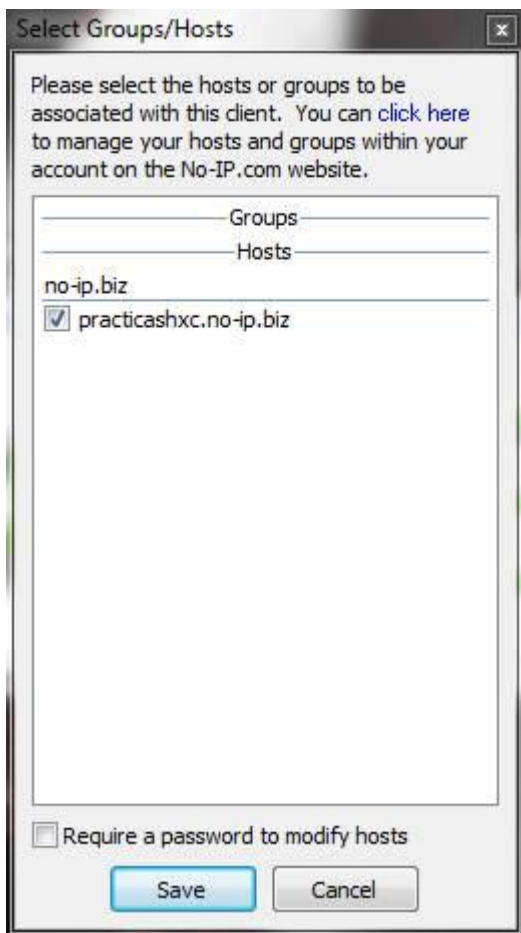 Select Groups/Hosts
Please select the hosts or groups to be
associated with this client. You can click here
to manage your hosts and groups within your
account on the No-IP.com website.
Groups
Hosts
no-ip.biz
practicashxc.no-ip.biz
Require a password to modify hosts
Save Cancel